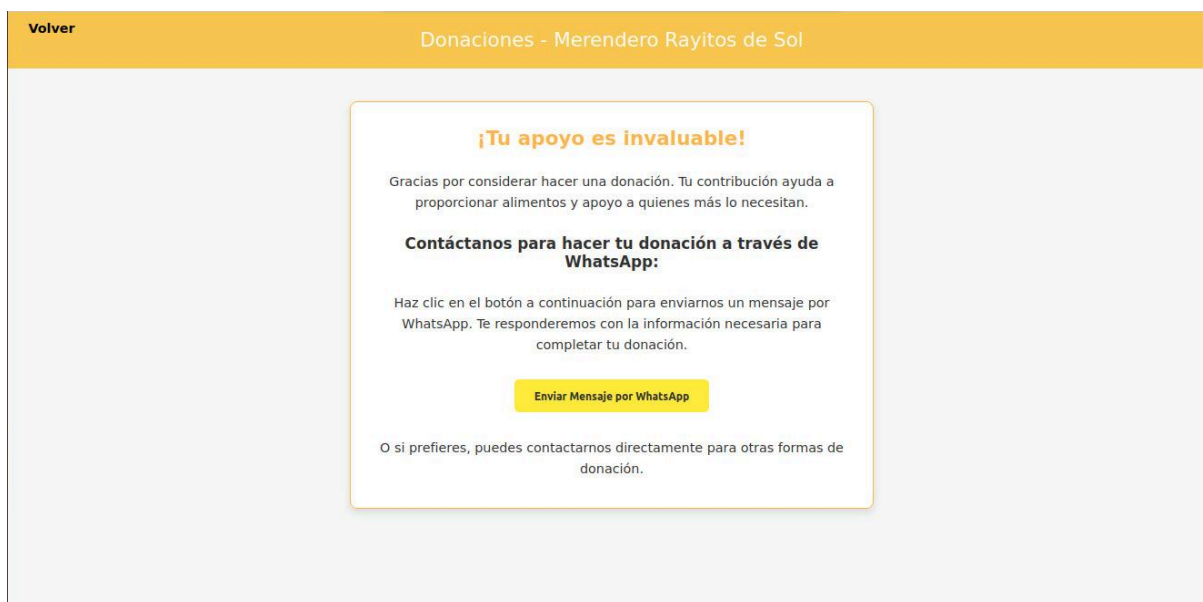 Volver
Donaciones - Merendero Rayitos de Sol
¡Tu apoyo es invaluable!
Gracias por considerar hacer una donación. Tu contribución ayuda a
proporcionar alimentos y apoyo a quienes más lo necesitan.
Contáctanos para hacer tu donación a través de
WhatsApp:
Haz clic en el botón a continuación para enviarnos un mensaje por
WhatsApp. Te responderemos con la información necesaria para
completar tu donación.
Enviar Mensaje por WhatsApp
O si prefieres, puedes contactarnos directamente para otras formas de
donación.